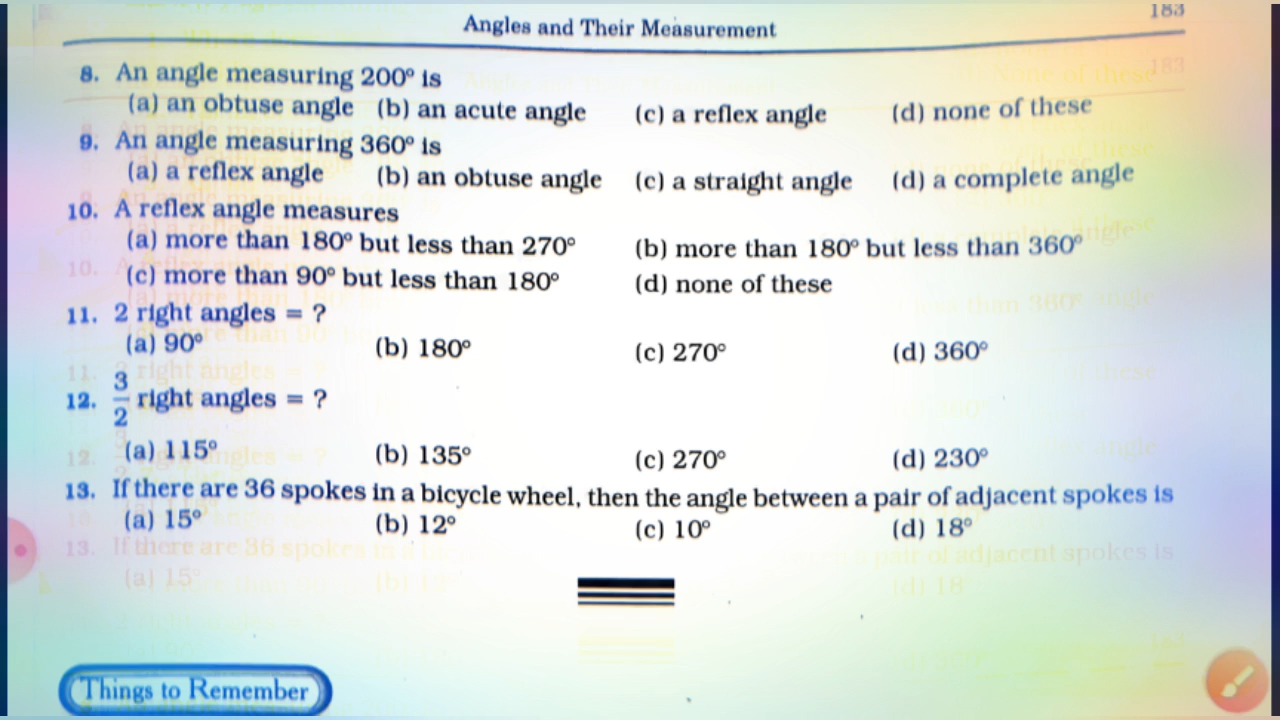 Angles and Their Measurement 183
8. An angle measuring 200° is
(a) an obtuse angle (b) an acute angle (c) a reflex angle (d) none of these
9. An angle measuring 360° is
(a) a reflex angle (b) an obtuse angle (c) a straight angle (d) a complete angle
10. A reflex angle measures
(a) more than 180° but less than 270° (b) more than 180° but less than 360°
(c) more than 90° but less than 180° (d) none of these
11. 2 right angles = ?
(a) 90° (b) 180° (c) 270° (d) 360°
12. 3/2 right angles = ?
(a) 115° (b) 135° (c) 270° (d) 230°
13. If there are 36 spokes in a bicycle wheel, then the angle between a pair of adjacent spokes is
(a) 15° (b) 12° (c) 10° (d) 18°
Things to Remember